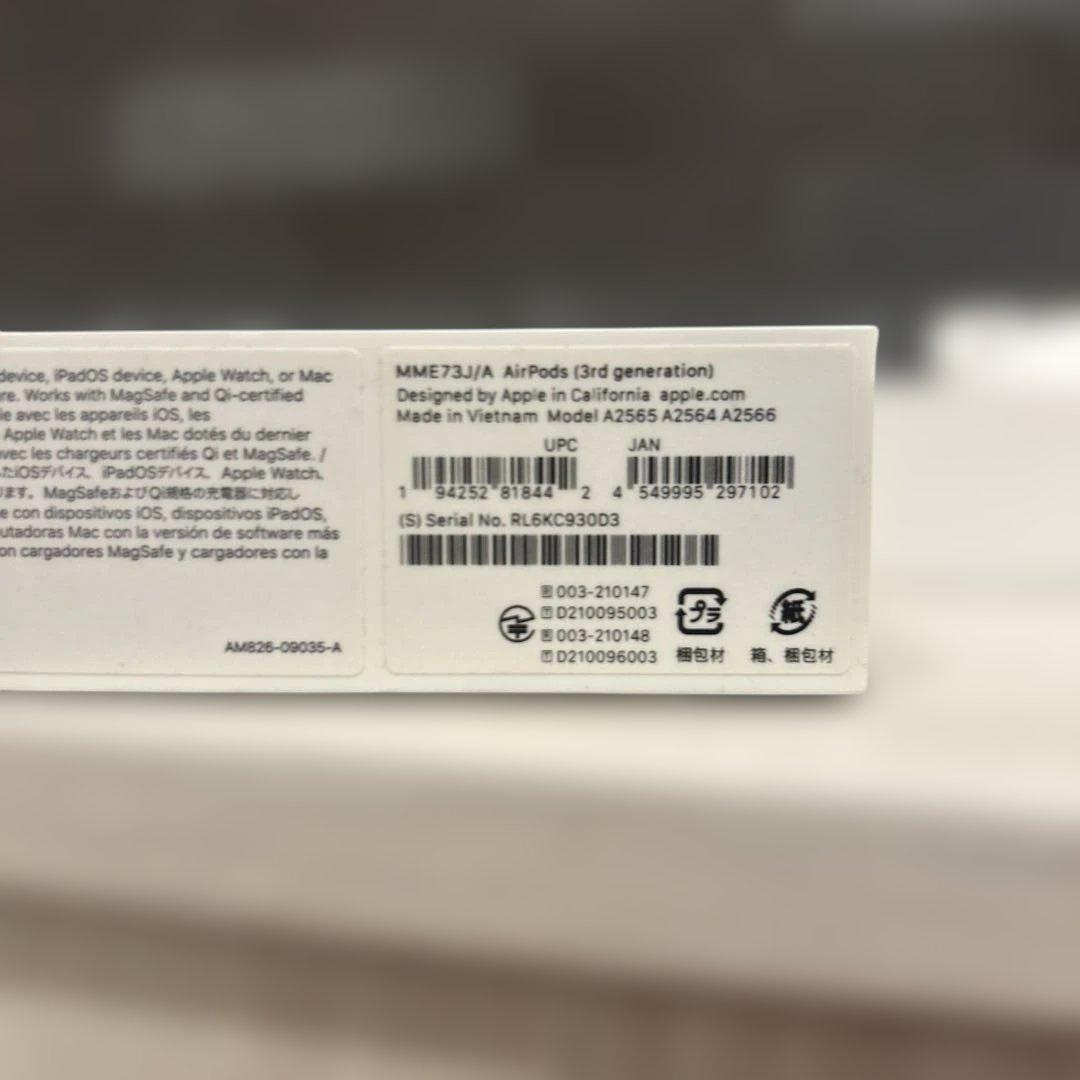 device, iPadOS device, Apple Watch, or Mac
re. Works with MagSafe and Qi-certified
le avec les appareils iOS, les
Apple Watch et les Mac dotés du dernier
avec les chargeurs certifiés Qi et MagSafe. /
たiOSデバイス、iPadOSデバイス、Apple Watch、
ります。MagSafeおよびQi規格の充電器に対応し
e con dispositivos iOS, dispositivos iPadOS,
utadoras Mac con la versión de software más
on cargadores MagSafe y cargadores con la
AM826-09035-A
MME73J/A AirPods (3rd generation)
Designed by Apple in California apple.com
Made in Vietnam Model A2565 A2564 A2566
UPC JAN
1 94252 81844 2 4 549995 297102
(S) Serial No. RL6KC930D3
R 003-210147
T D210095003
R 003-210148
T D210096003
プラ
梱包材
紙
箱、梱包材